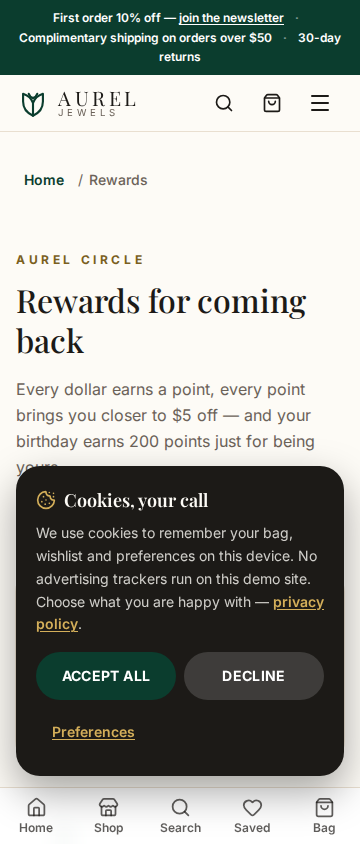 First order 10% off — join the newsletter ·
Complimentary shipping on orders over $50 · 30-day
returns
AUREL
JEWELS
Home / Rewards
AUREL CIRCLE
Rewards for coming
back
Every dollar earns a point, every point
brings you closer to $5 off — and your
birthday earns 200 points just for being
yours.
Cookies, your call
We use cookies to remember your bag,
wishlist and preferences on this device. No
advertising trackers run on this demo site.
Choose what you are happy with — privacy
policy.
ACCEPT ALL DECLINE
Preferences
Home Shop Search Saved Bag